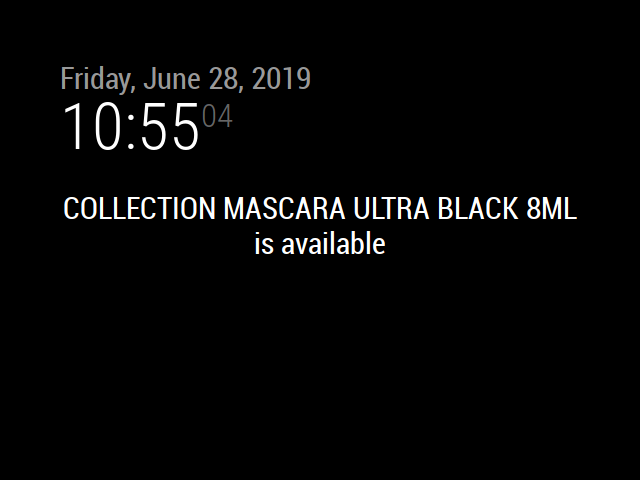 Friday, June 28, 2019
10:55 04
COLLECTION MASCARA ULTRA BLACK 8ML
is available